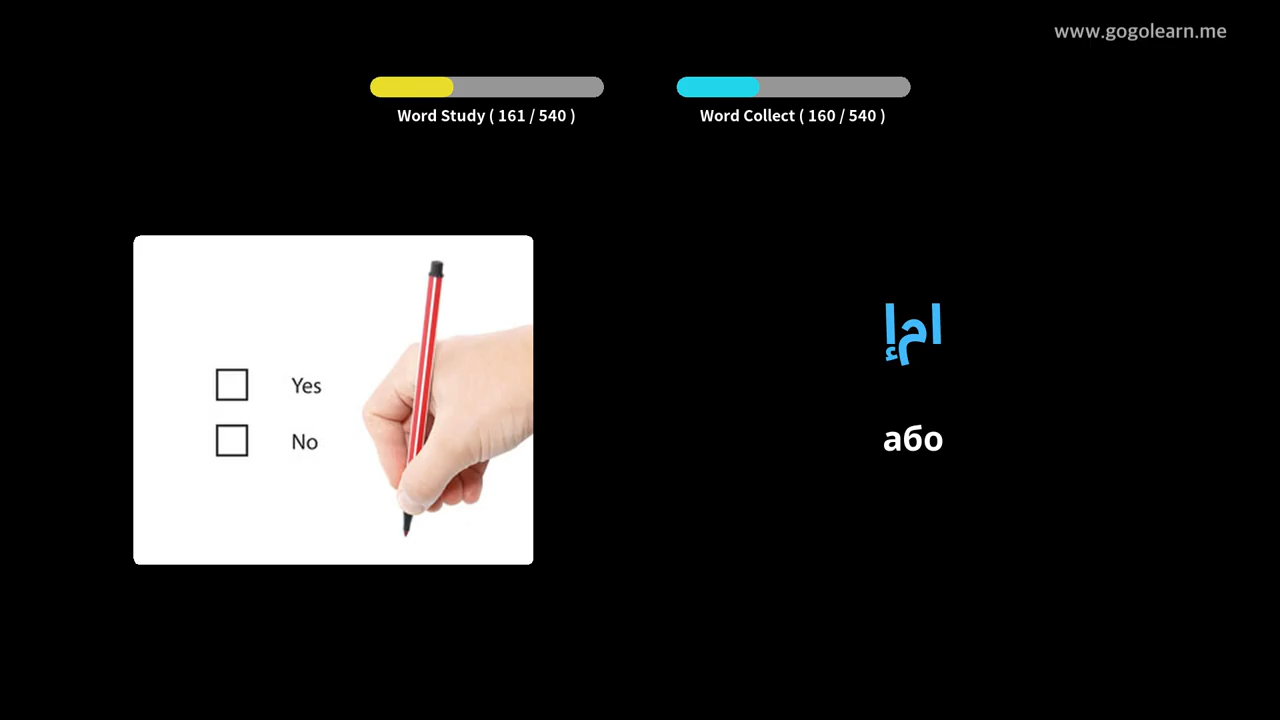 www.gogolearn.me
Word Study ( 161 / 540 )
Word Collect ( 160 / 540 )
Yes
No
إما
або